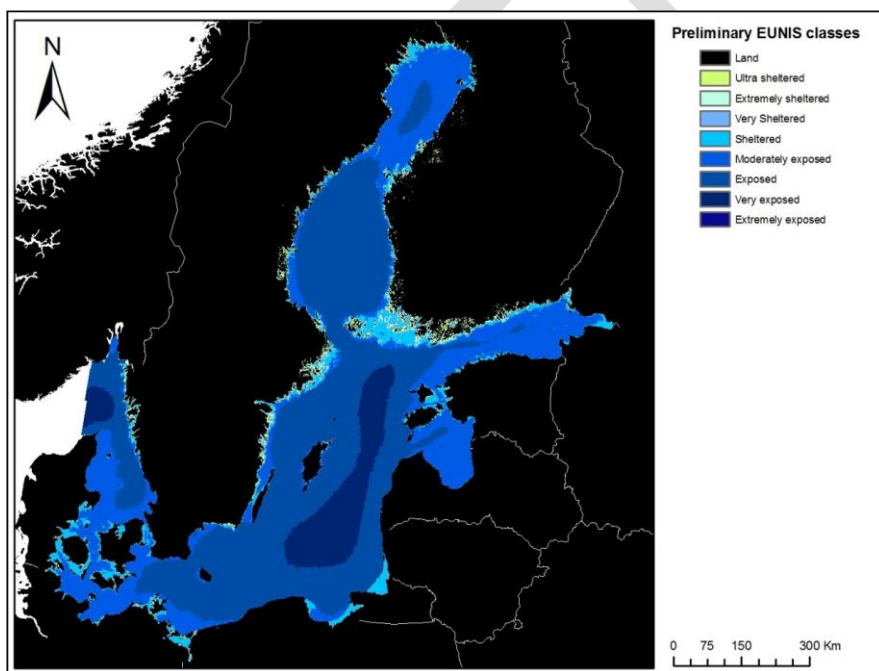 N
Preliminary EUNIS classes
Land
Ultra sheltered
Extremely sheltered
Very Sheltered
Sheltered
Moderately exposed
Exposed
Very exposed
Extremely exposed
0 75 150 300 Km